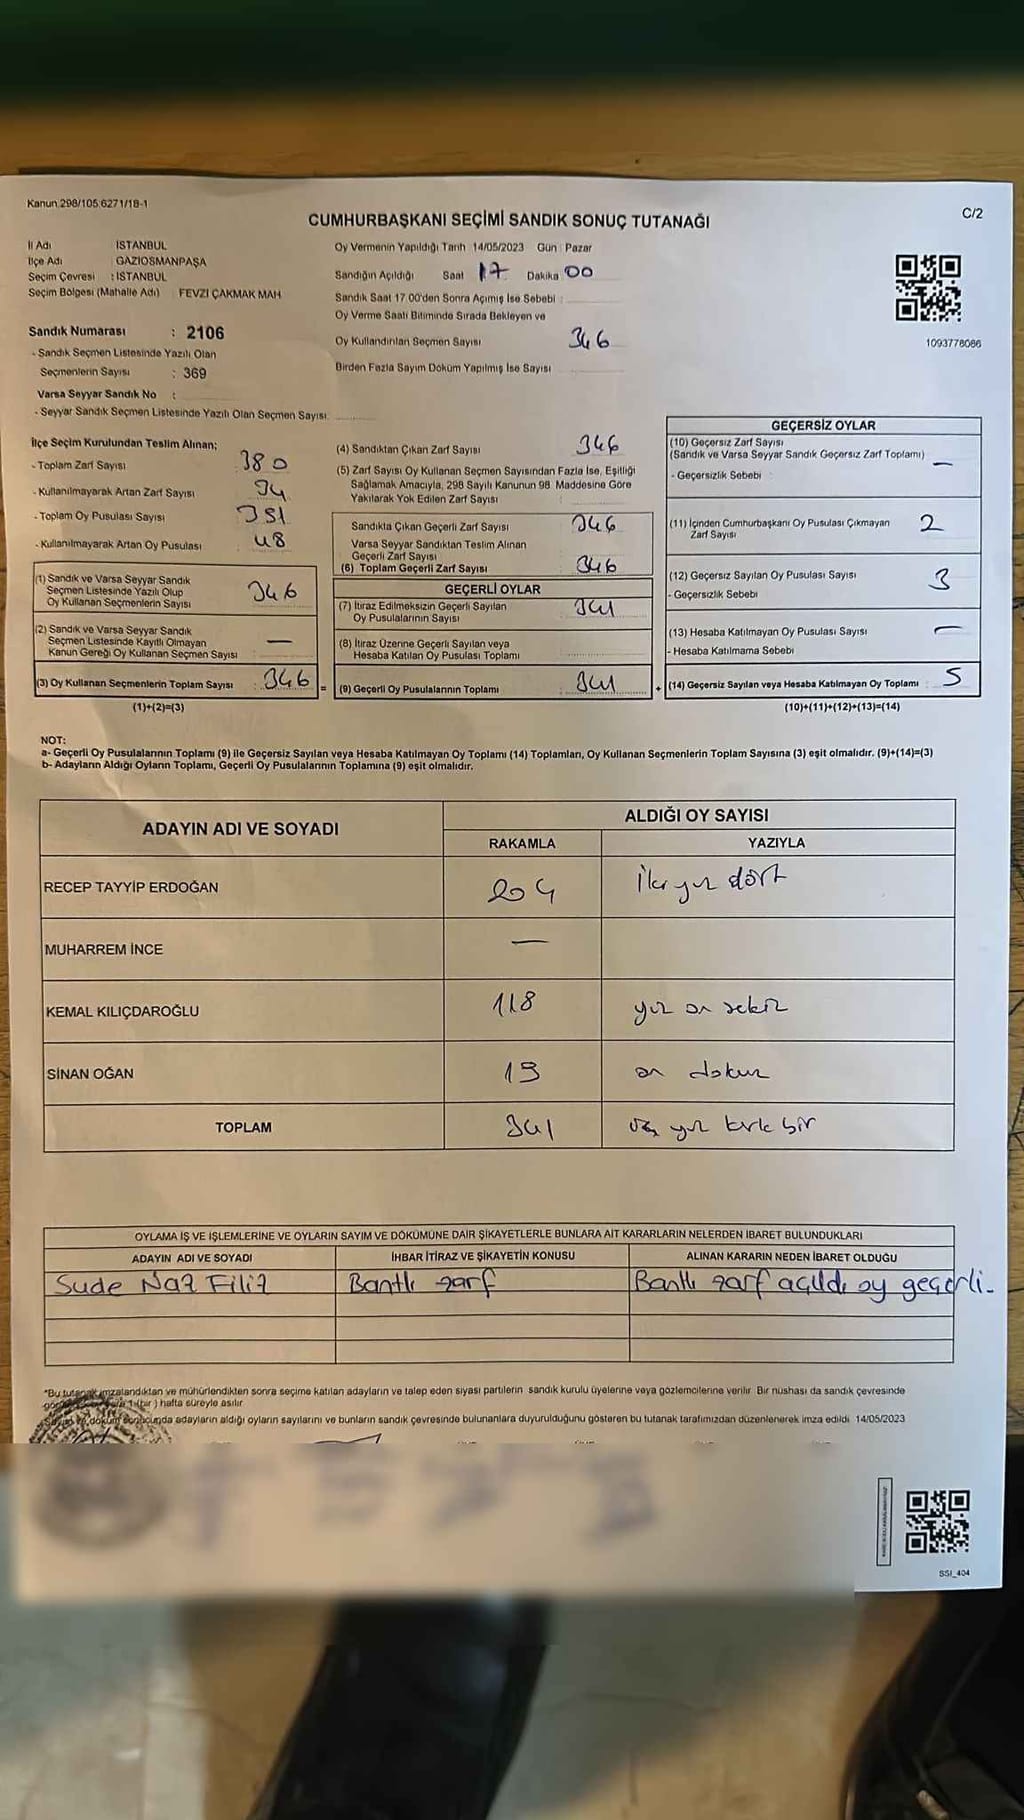 Kanun 298/105 6271/18-1
C/2
CUMHURBAŞKANI SEÇİMİ SANDIK SONUÇ TUTANAĞI
İl Adı İSTANBUL
İlçe Adı GAZİOSMANPAŞA
Seçim Çevresi : İSTANBUL
Seçim Bölgesi (Mahalle Adı) : FEVZİ ÇAKMAK MAH
Sandık Numarası : 2106
- Sandık Seçmen Listesinde Yazılı Olan
Seçmenlerin Sayısı : 369
Varsa Seyyar Sandık No :
- Seyyar Sandık Seçmen Listesinde Yazılı Olan Seçmen Sayısı
Oy Vermenin Yapıldığı Tarih 14/05/2023 Gün : Pazar
Sandığın Açıldığı Saat 17 Dakika 00
Sandık Saat 17 00'den Sonra Açımış İse Sebebi :
Oy Verme Saati Bitiminde Sırada Bekleyen ve
Oy Kullandırılan Seçmen Sayısı 346
Birden Fazla Sayım Döküm Yapılmış İse Sayısı
1093778086
İlçe Seçim Kurulundan Teslim Alınan;
- Toplam Zarf Sayısı 380
- Kullanılmayarak Artan Zarf Sayısı 34
- Toplam Oy Pusulası Sayısı : 351
- Kullanılmayarak Artan Oy Pusulası : 48
(1) Sandık ve Varsa Seyyar Sandık
Seçmen Listesinde Yazılı Olup
Oy Kullanan Seçmenlerin Sayısı 346
(2) Sandık ve Varsa Seyyar Sandık
Seçmen Listesinde Kayıtlı Olmayan
Kanun Gereği Oy Kullanan Seçmen Sayısı —
(3) Oy Kullanan Seçmenlerin Toplam Sayısı : 346 =
(1)+(2)=(3)
(4) Sandıktan Çıkan Zarf Sayısı 346
(5) Zarf Sayısı Oy Kullanan Seçmen Sayısından Fazla İse, Eşitliği
Sağlamak Amacıyla, 298 Sayılı Kanunun 98 Maddesine Göre
Yakılarak Yok Edilen Zarf Sayısı
Sandıkta Çıkan Geçerli Zarf Sayısı 346
Varsa Seyyar Sandıktan Teslim Alınan
Geçerli Zarf Sayısı
(6) Toplam Geçerli Zarf Sayısı 346
GEÇERLİ OYLAR
(7) İtiraz Edilmeksizin Geçerli Sayılan
Oy Pusulalarının Sayısı 341
(8) İtiraz Üzerine Geçerli Sayılan veya
Hesaba Katılan Oy Pusulası Toplamı
(9) Geçerli Oy Pusulalarının Toplamı 341 +
GEÇERSİZ OYLAR
(10) Geçersiz Zarf Sayısı
(Sandık ve Varsa Seyyar Sandık Geçersiz Zarf Toplamı) —
- Geçersizlik Sebebi
(11) İçinden Cumhurbaşkanı Oy Pusulası Çıkmayan
Zarf Sayısı 2
(12) Geçersiz Sayılan Oy Pusulası Sayısı 3
- Geçersizlik Sebebi
(13) Hesaba Katılmayan Oy Pusulası Sayısı —
- Hesaba Katılmama Sebebi
(14) Geçersiz Sayılan veya Hesaba Katılmayan Oy Toplamı : 5
(10)+(11)+(12)+(13)=(14)
NOT:
a- Geçerli Oy Pusulalarının Toplamı (9) ile Geçersiz Sayılan veya Hesaba Katılmayan Oy Toplamı (14) Toplamları, Oy Kullanan Seçmenlerin Toplam Sayısına (3) eşit olmalıdır. (9)+(14)=(3)
b- Adayların Aldığı Oyların Toplamı, Geçerli Oy Pusulalarının Toplamına (9) eşit olmalıdır.
ADAYIN ADI VE SOYADI ALDIĞI OY SAYISI
RAKAMLA YAZIYLA
RECEP TAYYİP ERDOĞAN 204 İki yüz dört
MUHARREM İNCE —
KEMAL KILIÇDAROĞLU 118 yüz on sekiz
SİNAN OĞAN 19 on dokuz
TOPLAM 341 üç yüz kırk bir
OYLAMA İŞ VE İŞLEMLERİNE VE OYLARIN SAYIM VE DÖKÜMÜNE DAİR ŞİKAYETLERLE BUNLARA AİT KARARLARIN NELERDEN İBARET BULUNDUKLARI
ADAYIN ADI VE SOYADI İHBAR İTİRAZ VE ŞİKAYETİN KONUSU ALINAN KARARIN NEDEN İBARET OLDUĞU
Sude Naz Filiz Bantlı zarf Bantlı zarf açıldı oy geçerli.
*Bu tutanak imzalandıktan ve mühürlendikten sonra seçime katılan adayların ve talep eden siyasi partilerin sandık kurulu üyelerine veya gözlemcilerine verilir Bir nüshası da sandık çevresinde
1 (bir) hafta süreyle asılır
döküm sonucunda adayların aldığı oyların sayılarını ve bunların sandık çevresinde bulunanlara duyurulduğunu gösteren bu tutanak tarafımızdan düzenlenerek imza edildi 14/05/2023
SSI_404